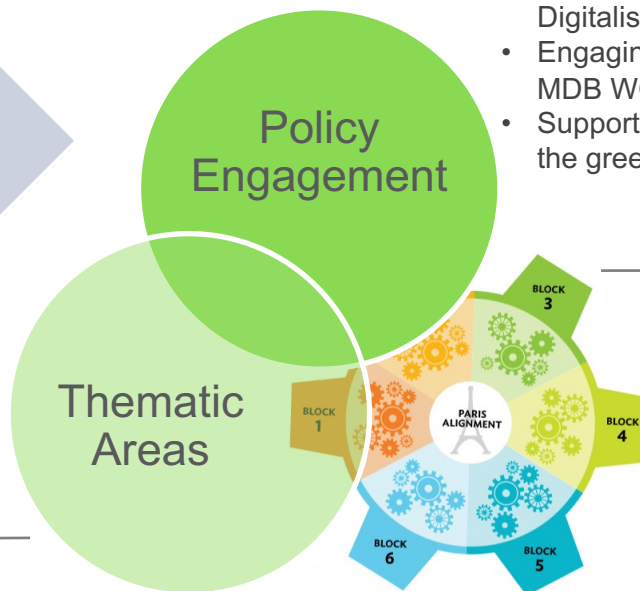 Digitalis
• Engagin
MDB W
• Support
the gree
Policy
Engagement
BLOCK
3
Thematic
Areas
BLOCK
1
PARIS
ALIGNMENT
BLOCK
4
BLOCK
6
BLOCK
5